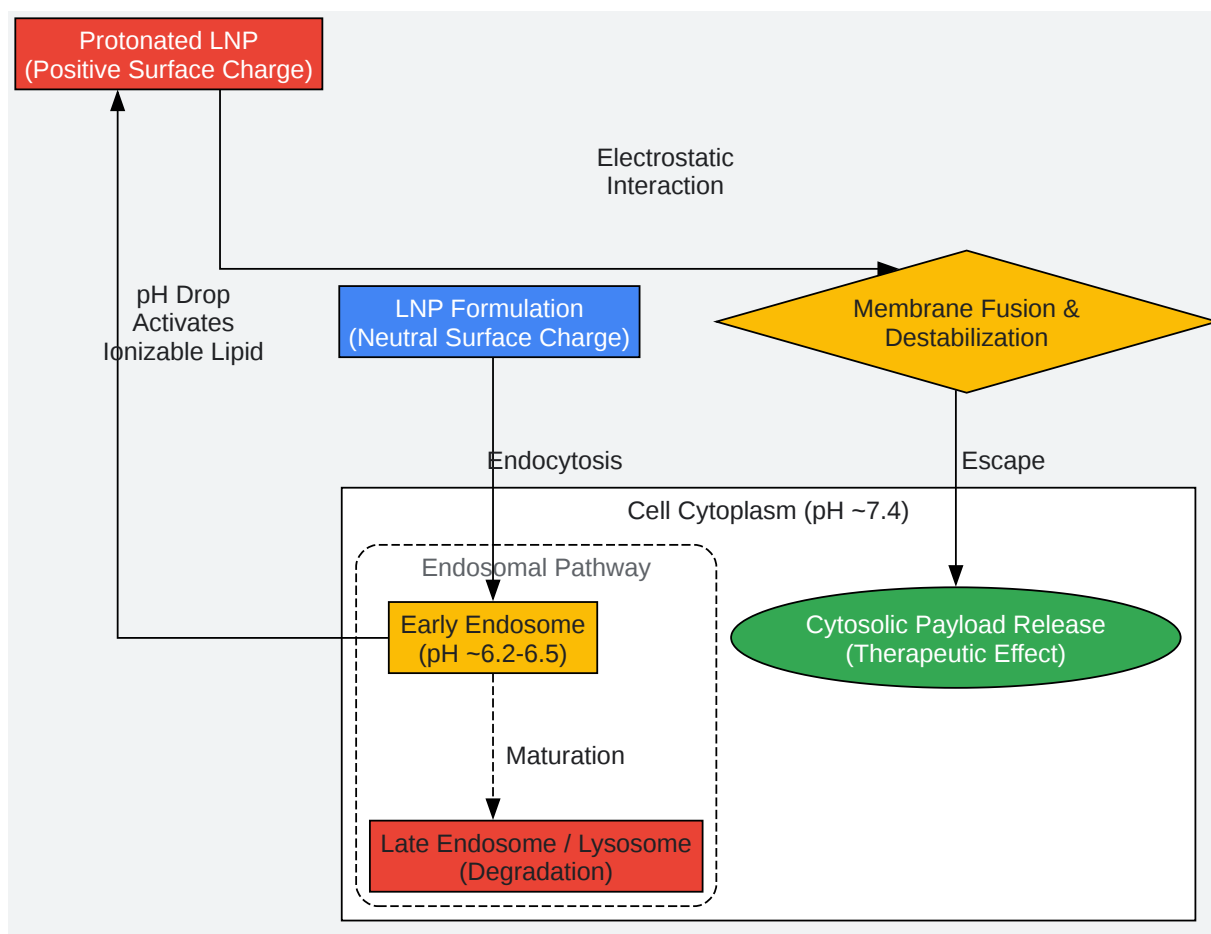 Protonated LNP
(Positive Surface Charge)
Electrostatic
Interaction
pH Drop
Activates
Ionizable Lipid
LNP Formulation
(Neutral Surface Charge)
Membrane Fusion &
Destabilization
Endocytosis
Escape
Cell Cytoplasm (pH ~7.4)
Endosomal Pathway
Early Endosome
(pH ~6.2-6.5)
Cytosolic Payload Release
(Therapeutic Effect)
Maturation
Late Endosome / Lysosome
(Degradation)